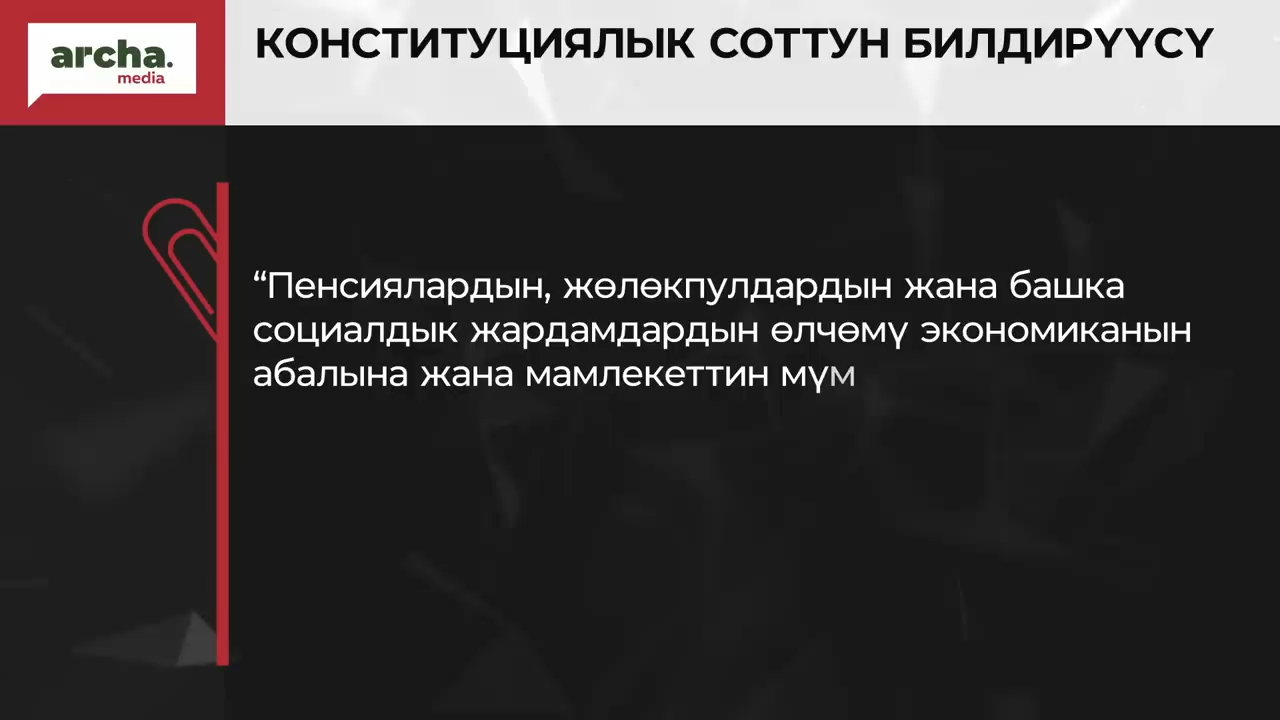 archa.
media
КОНСТИТУЦИЯЛЫК СОТТУН БИЛДИРҮҮСҮ
“Пенсиялардын, жөлөкпулдардын жана башка
социалдык жардамдардын өлчөмү экономиканын
абалына жана мамлекеттин мүм